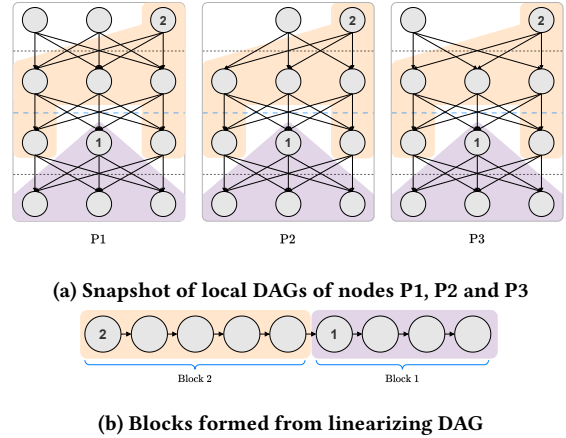 2
2
2
1
1
1
P1
P2
P3
(a) Snapshot of local DAGs of nodes P1, P2 and P3
2
1
Block 2
Block 1
(b) Blocks formed from linearizing DAG